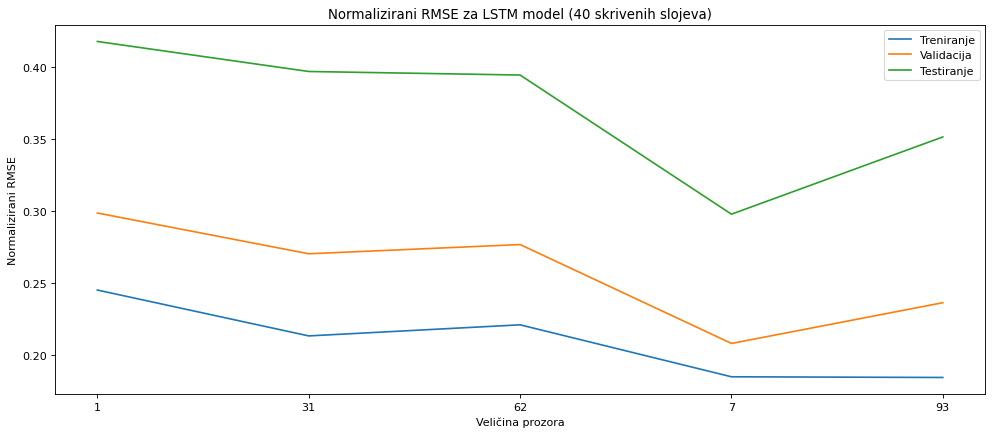 Normalizirani RMSE za LSTM model (40 skrivenih slojeva)
Treniranje
Validacija
Testiranje
Normalizirani RMSE
0.40
0.35
0.30
0.25
0.20
1 31 62 7 93
Veličina prozora